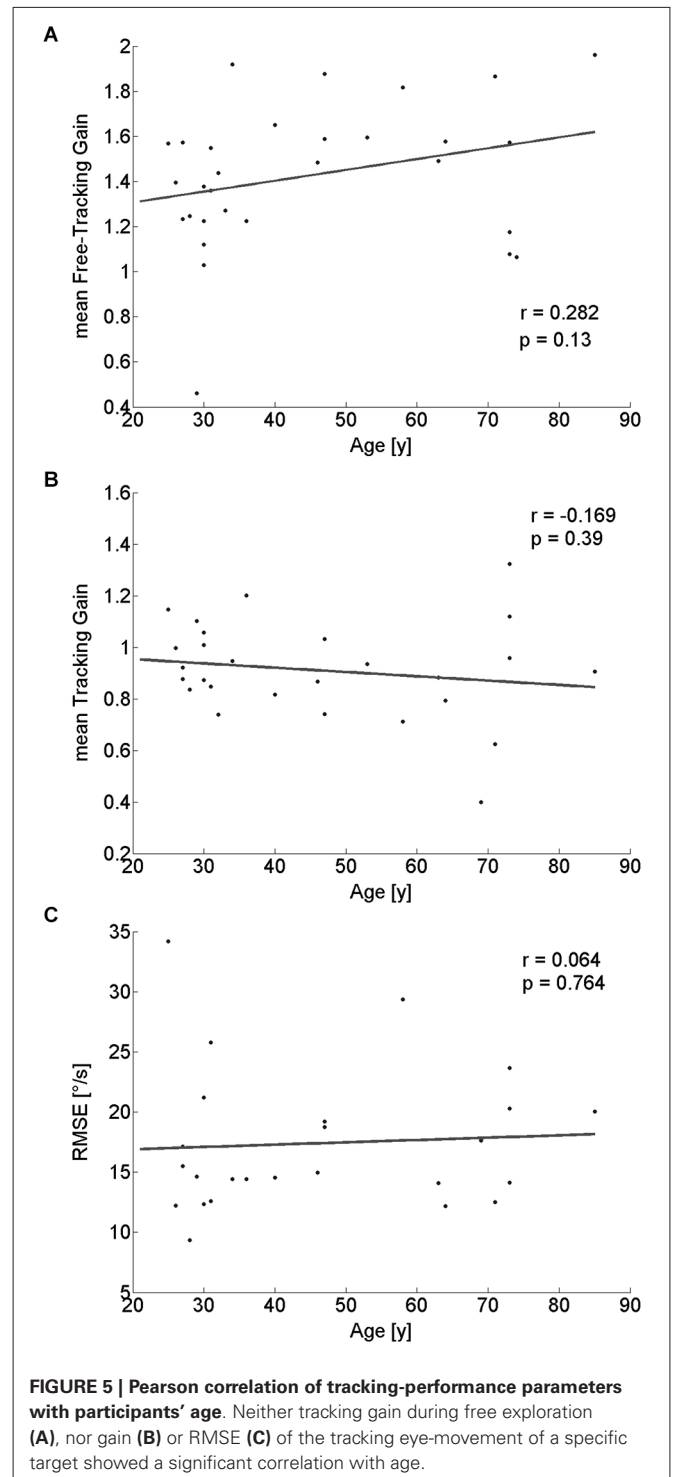 A
2
1.8
1.6
1.4
1.2
1
0.8
0.6
0.4
mean Free-Tracking Gain
r = 0.282
p = 0.13
20 30 40 50 60 70 80 90
Age [y]
B
1.6
1.4
1.2
1
0.8
0.6
0.4
0.2
mean Tracking Gain
r = -0.169
p = 0.39
20 30 40 50 60 70 80 90
Age [y]
C
35
30
25
20
15
10
5
RMSE [°/s]
r = 0.064
p = 0.764
20 30 40 50 60 70 80 90
Age [y]
FIGURE 5 | Pearson correlation of tracking-performance parameters
with participants’ age. Neither tracking gain during free exploration
(A), nor gain (B) or RMSE (C) of the tracking eye-movement of a specific
target showed a significant correlation with age.